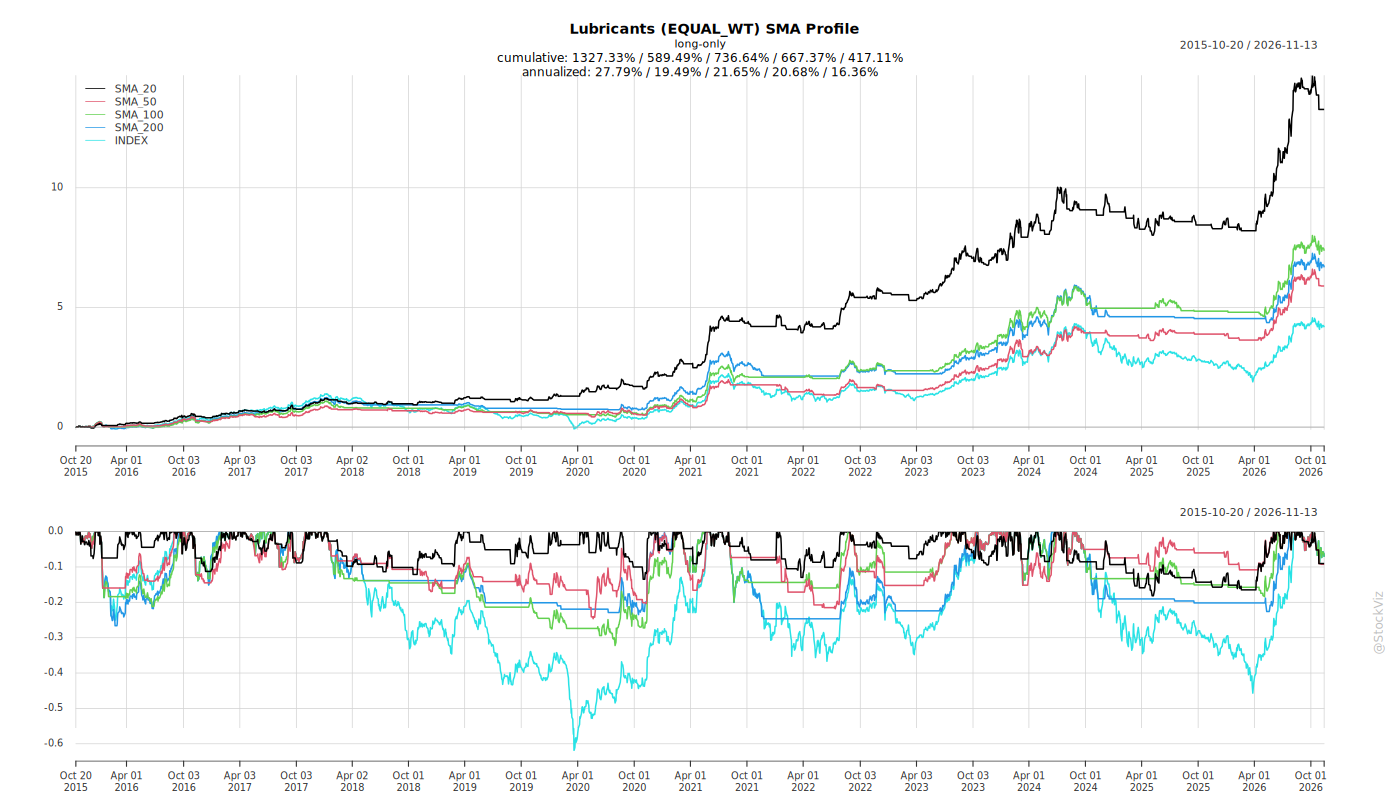 Lubricants (EQUAL_WT) SMA Profile
long-only
cumulative: 1327.33% / 589.49% / 736.64% / 667.37% / 417.11%
annualized: 27.79% / 19.49% / 21.65% / 20.68% / 16.36%
2015-10-20 / 2026-11-13
SMA_20
SMA_50
SMA_100
SMA_200
INDEX
10
5
0
Oct 20 Apr 01 Oct 03 Apr 03 Oct 03 Apr 02 Oct 01 Apr 01 Oct 01 Apr 01 Oct 01 Apr 01 Oct 01 Apr 01 Oct 03 Apr 03 Oct 03 Apr 01 Oct 01 Apr 01 Oct 01 Apr 01 Oct 01
2015 2016 2016 2017 2017 2018 2018 2019 2019 2020 2020 2021 2021 2022 2022 2023 2023 2024 2024 2025 2025 2026 2026
2015-10-20 / 2026-11-13
0.0
-0.1
-0.2
-0.3
-0.4
-0.5
-0.6
Oct 20 Apr 01 Oct 03 Apr 03 Oct 03 Apr 02 Oct 01 Apr 01 Oct 01 Apr 01 Oct 01 Apr 01 Oct 01 Apr 01 Oct 03 Apr 03 Oct 03 Apr 01 Oct 01 Apr 01 Oct 01 Apr 01 Oct 01
2015 2016 2016 2017 2017 2018 2018 2019 2019 2020 2020 2021 2021 2022 2022 2023 2023 2024 2024 2025 2025 2026 2026
@StockViz